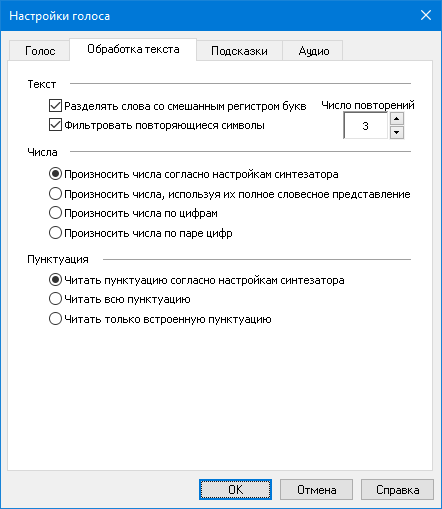 Настройки голоса
Голос Обработка текста Подсказки Аудио
Текст
Разделять слова со смешанным регистром букв Число повторений
Фильтровать повторяющиеся символы 3
Числа
Произносить числа согласно настройкам синтезатора
Произносить числа, используя их полное словесное представление
Произносить числа по цифрам
Произносить числа по паре цифр
Пунктуация
Читать пунктуацию согласно настройкам синтезатора
Читать всю пунктуацию
Читать только встроенную пунктуацию
OK Отмена Справка